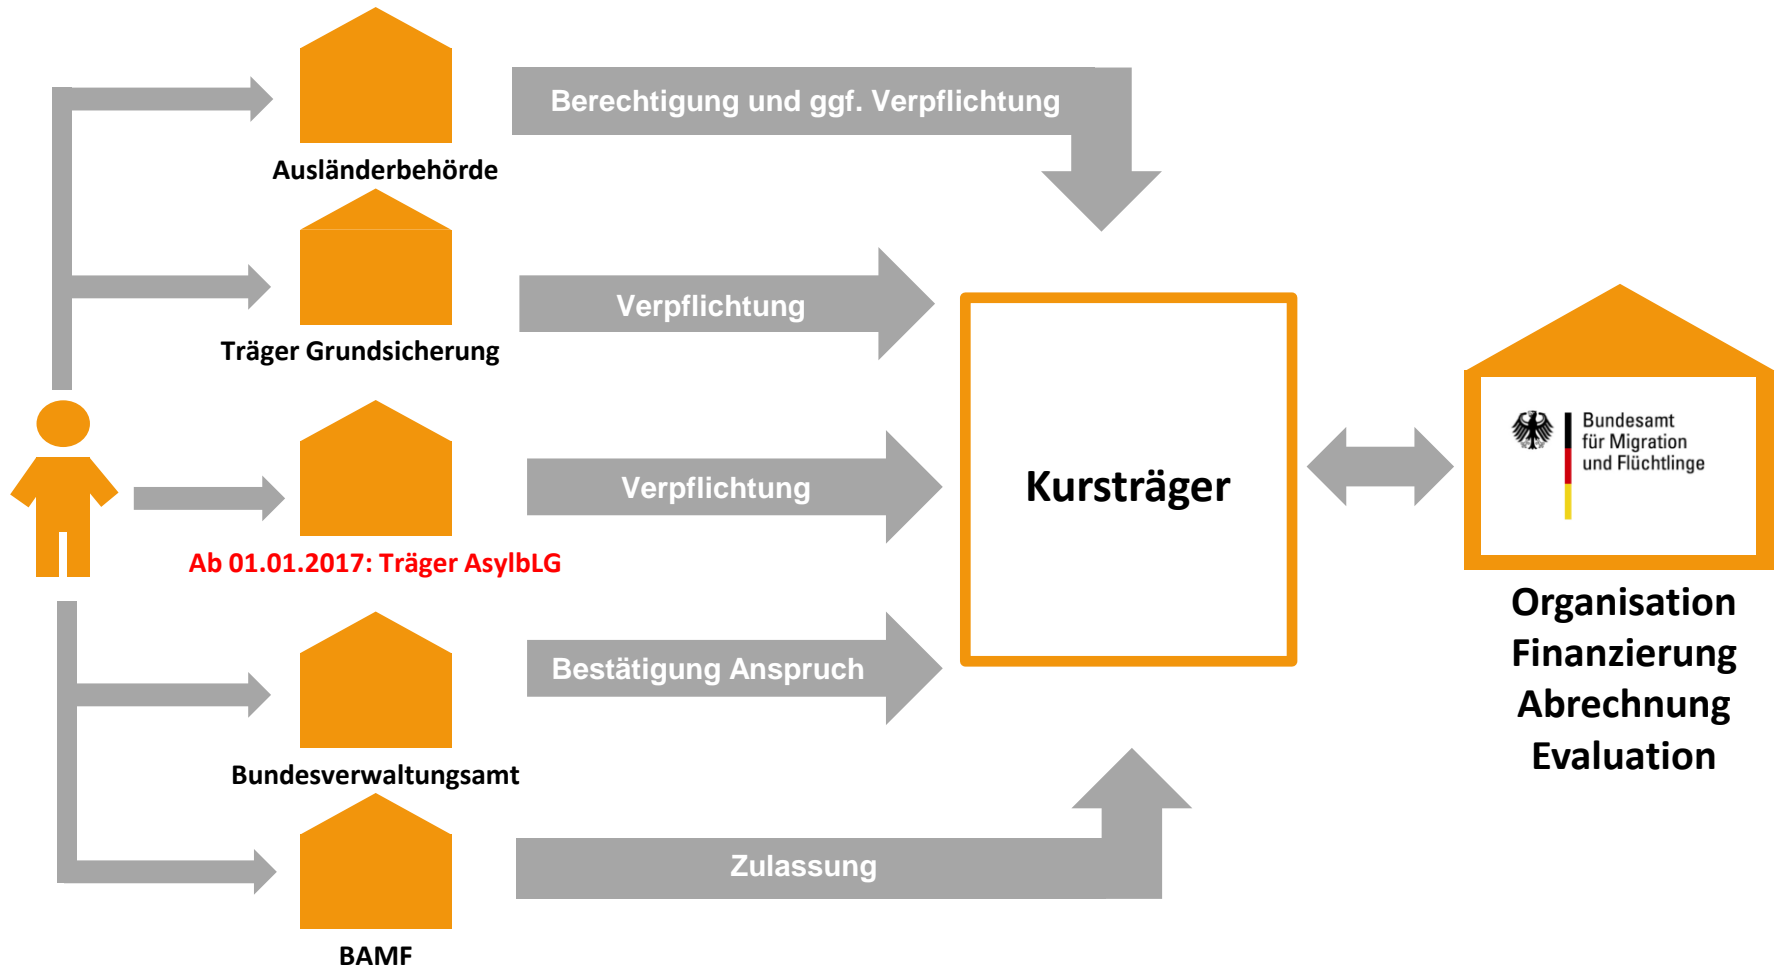 Berechtigung und ggf. Verpflichtung
Ausländerbehörde
Verpflichtung
Träger Grundsicherung
Verpflichtung
Ab 01.01.2017: Träger AsylbLG
Bestätigung Anspruch
Bundesverwaltungsamt
Zulassung
BAMF
Kursträger
Bundesamt
für Migration
und Flüchtlinge
Organisation
Finanzierung
Abrechnung
Evaluation